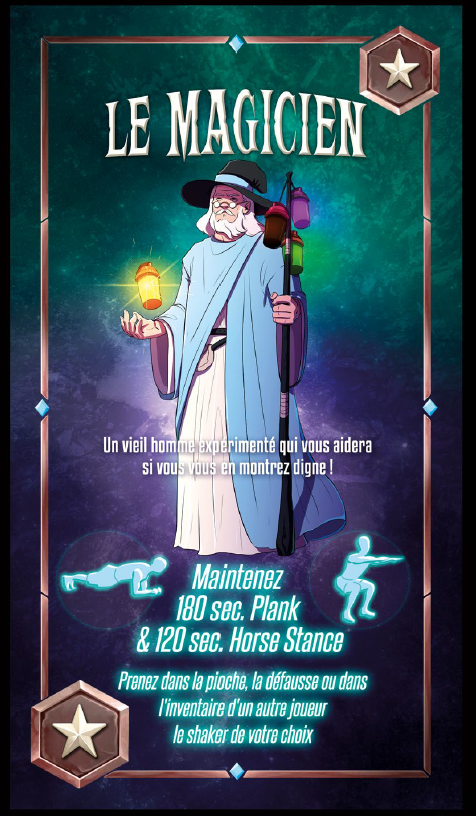 LE MAGICIEN
Un vieil homme expérimenté qui vous aidera
si vous vous en montrez digne !
Maintenez
180 sec. Plank
& 120 sec. Horse Stance
Prenez dans la pioche, la défausse ou dans
l'inventaire d'un autre joueur
le shaker de votre choix